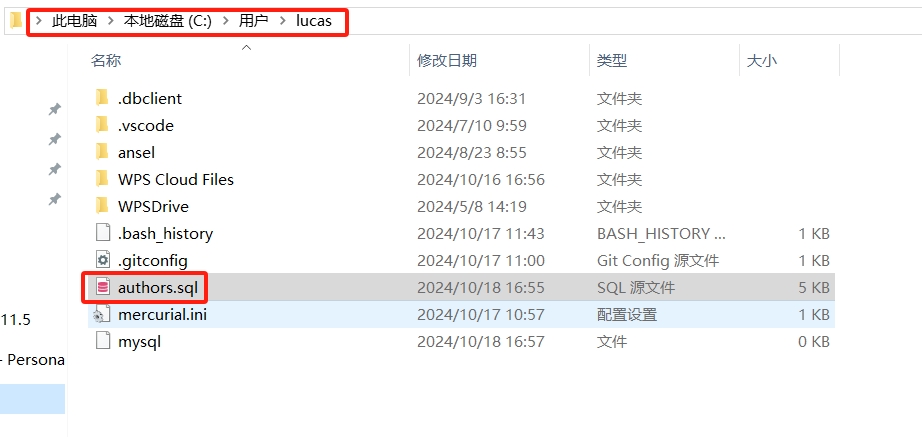 此电脑 > 本地磁盘 (C:) > 用户 > lucas
名称 修改日期 类型 大小
.dbclient 2024/9/3 16:31 文件夹
.vscode 2024/7/10 9:59 文件夹
ansel 2024/8/23 8:55 文件夹
WPS Cloud Files 2024/10/16 16:56 文件夹
WPSDrive 2024/5/8 14:19 文件夹
.bash_history 2024/10/17 11:43 BASH_HISTORY ... 1 KB
.gitconfig 2024/10/17 11:00 Git Config 源文件 1 KB
authors.sql 2024/10/18 16:55 SQL 源文件 5 KB
mercurial.ini 2024/10/17 10:57 配置设置 1 KB
11.5
mysql 2024/10/18 16:57 文件 0 KB
- Persona